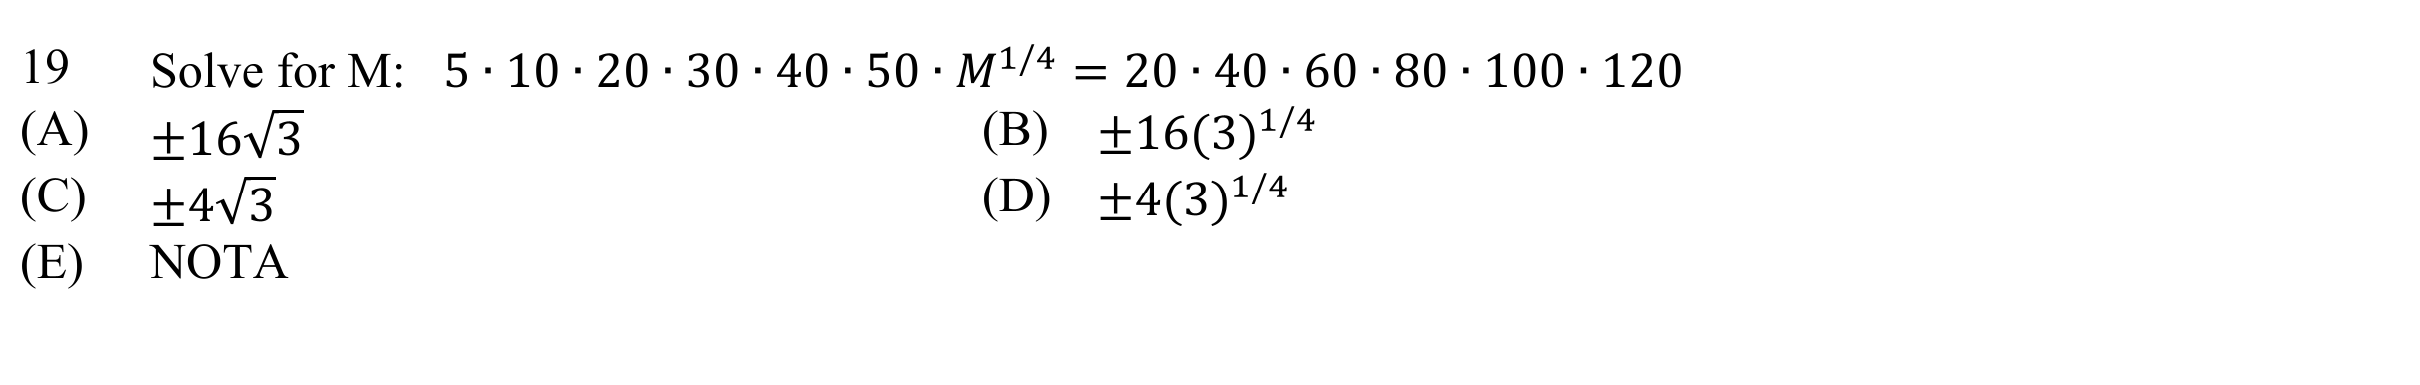 19 Solve for M: 5 ⋅ 10 ⋅ 20 ⋅ 30 ⋅ 40 ⋅ 50 ⋅ M^{1/4} = 20 ⋅ 40 ⋅ 60 ⋅ 80 ⋅ 100 ⋅ 120
(A) ±16√3 (B) ±16(3)^{1/4}
(C) ±4√3 (D) ±4(3)^{1/4}
(E) NOTA